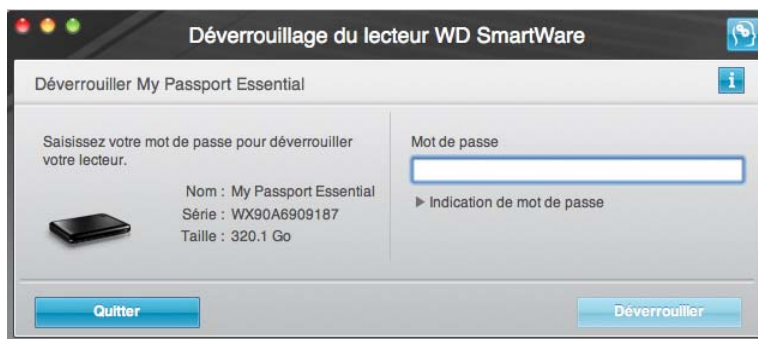 Déverrouillage du lecteur WD SmartWare
Déverrouiller My Passport Essential
i
Saisissez votre mot de passe pour déverrouiller
votre lecteur.
Nom : My Passport Essential
Série : WX90A6909187
Taille : 320.1 Go
Mot de passe
Indication de mot de passe
Quitter
Déverrouiller